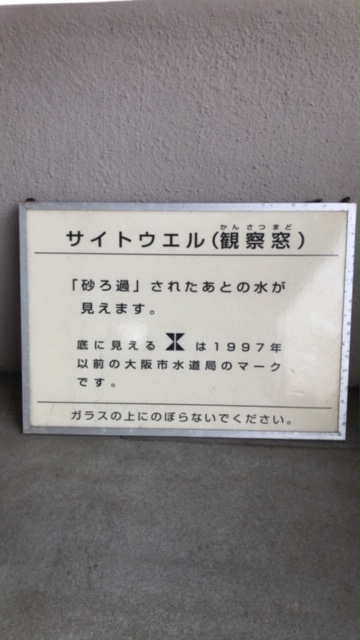 サイトウエル(観察窓)
かんさつまど
「砂ろ過」されたあとの水が
見えます。
底に見える は1997年
以前の大阪市水道局のマーク
です。
ガラスの上にのぼらないでください。